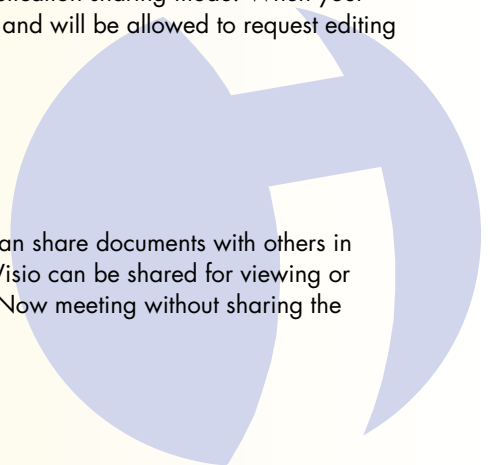 and will be allowed to request editing
an share documents with others in
Visio can be shared for viewing or
Now meeting without sharing the